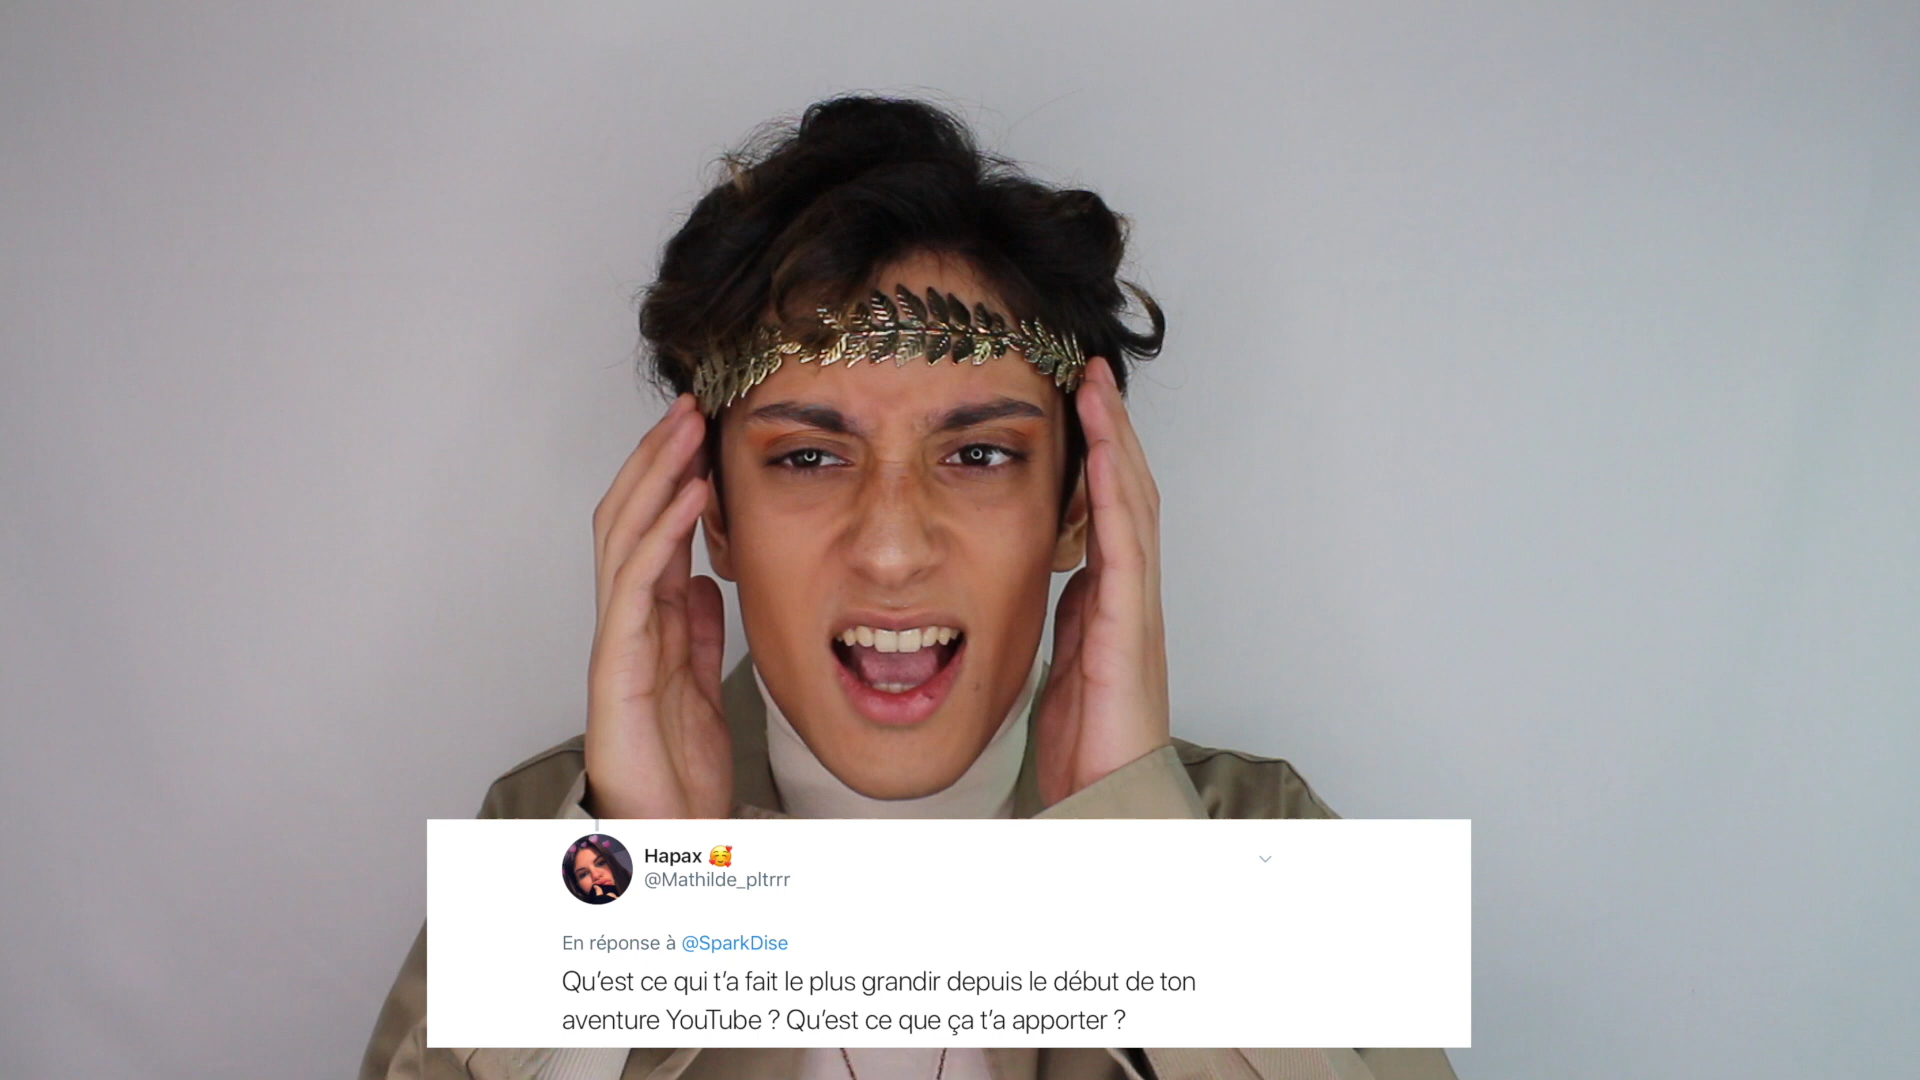 Hapax 🥰
@Mathilde_pltrrr
En réponse à @SparkDise
Qu’est ce qui t’a fait le plus grandir depuis le début de ton
aventure YouTube ? Qu’est ce que ça t’a apporter ?